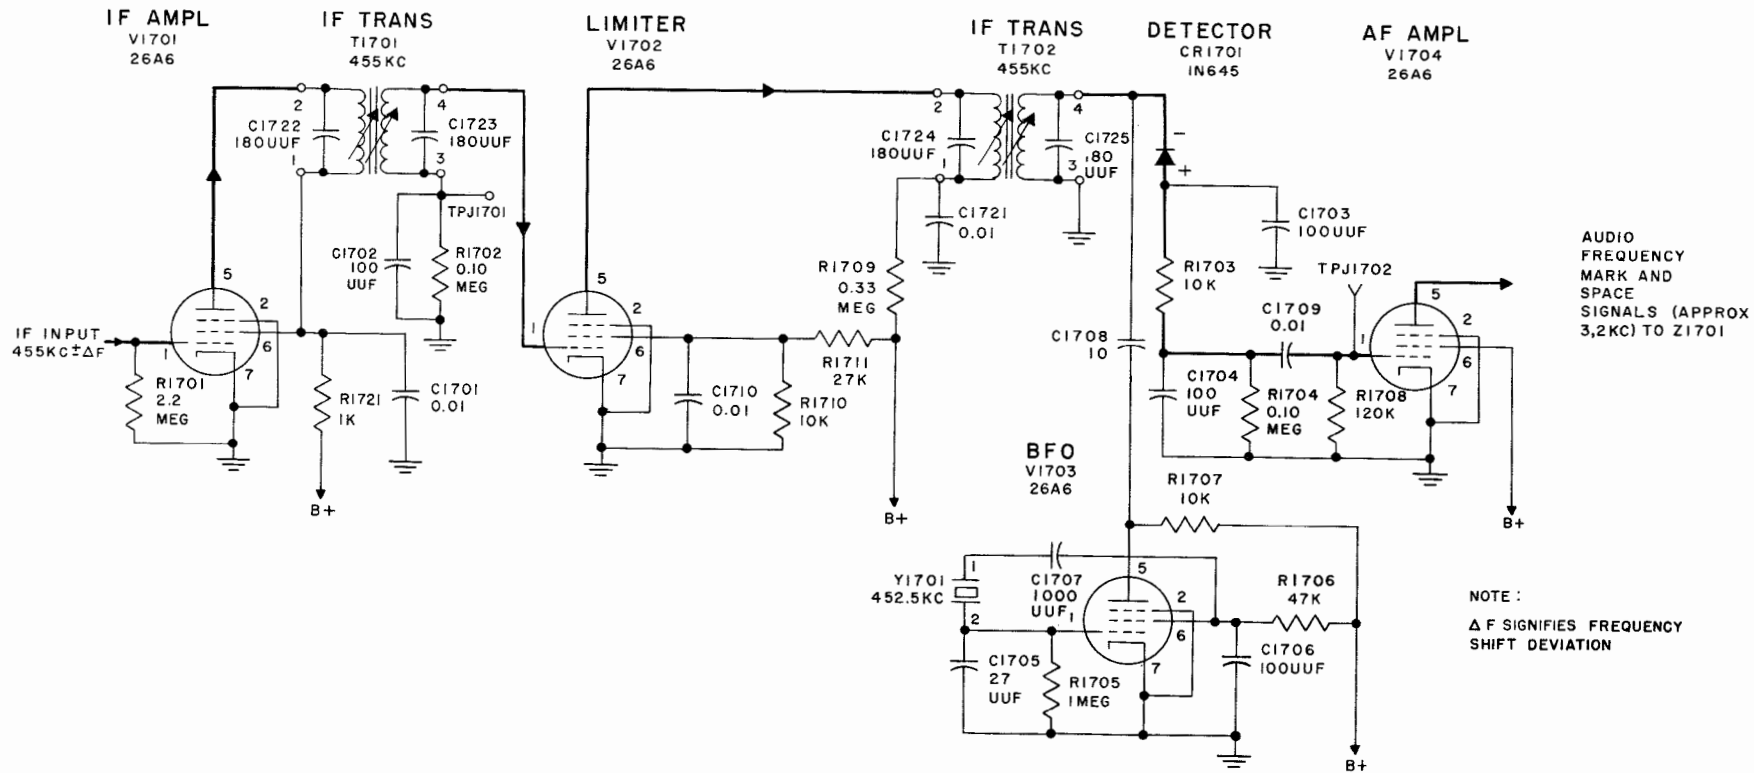 IF AMPL
V1701
26A6
IF TRANS
T1701
455KC
LIMITER
V1702
26A6
IF TRANS
T1702
455KC
DETECTOR
CR1701
IN645
AF AMPL
V1704
26A6
2
C1722
180UUF
1
4
C1723
180UUF
3
TPJ1701
C1702
100
UUF
R1702
0.10
MEG
5
2
6
7
1
IF INPUT
455KC±ΔF
R1701
2.2
MEG
R1721
1K
C1701
0.01
B+
5
2
6
7
1
C1710
0.01
R1710
10K
R1711
27K
R1709
0.33
MEG
B+
2
C1724
180UUF
1
C1721
0.01
4
C1725
.80
UUF
3
-
+
C1703
100UUF
R1703
10K
TPJ1702
C1709
0.01
C1708
10
C1704
100
UUF
R1704
0.10
MEG
R1708
120K
5
2
6
7
1
B+
AUDIO
FREQUENCY
MARK AND
SPACE
SIGNALS (APPROX
3,2KC) TO Z1701
BFO
V1703
26A6
R1707
10K
Y1701
452.5KC
1
2
C1707
1000
UUF
1
5
2
6
7
R1706
47K
C1705
27
UUF
R1705
1MEG
C1706
100UUF
B+
NOTE:
Δ F SIGNIFIES FREQUENCY
SHIFT DEVIATION